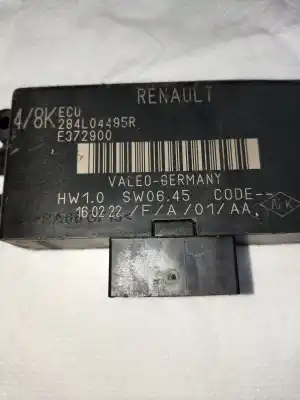 RENAULT
4/8K ECU
284L04495R
E372900
VALEO-GERMANY
HW1.0 SW06.45 CODE--
16.02.22 /F/A/01/AA